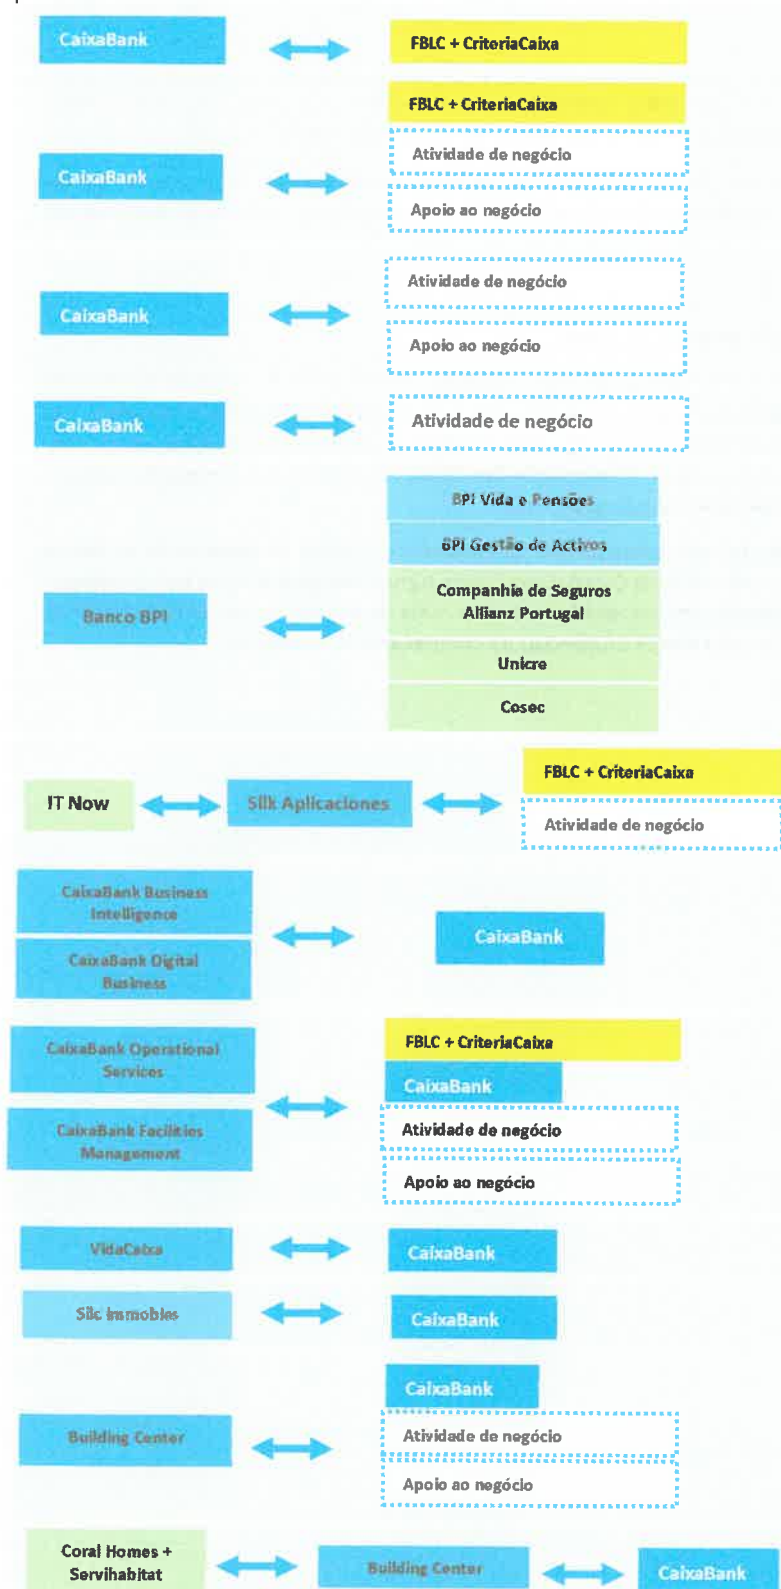 CaixaBank
FBLC + CriteriaCaixa
FBLC + CriteriaCaixa
CaixaBank
Atividade de negócio
Apoio ao negócio
CaixaBank
Atividade de negócio
Apoio ao negócio
CaixaBank
Atividade de negócio
Banco BPI
BPI Vida e Pensões
BPI Gestão de Activos
Companhia de Seguros
Allianz Portugal
Unicre
Cosec
IT Now
Silk Aplicaciones
FBLC + CriteriaCaixa
Atividade de negócio
CaixaBank Business
Intelligence
CaixaBank Digital
Business
CaixaBank
CaixaBank Operational
Services
CaixaBank Facilities
Management
FBLC + CriteriaCaixa
CaixaBank
Atividade de negócio
Apoio ao negócio
VidaCaixa
CaixaBank
Silc Immobles
CaixaBank
Building Center
CaixaBank
Atividade de negócio
Apoio ao negócio
Coral Homes +
Servihabitat
Building Center
CaixaBank